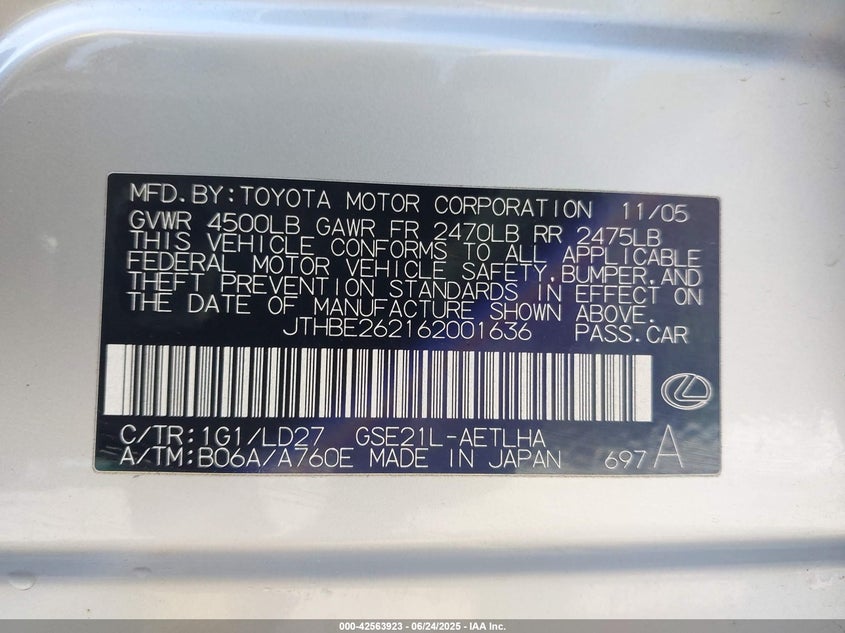 MFD.BY:TOYOTA MOTOR CORPORATION 11/05
GVWR 4500LB GAWR FR 2470LB RR 2475LB
THIS VEHICLE CONFORMS TO ALL APPLICABLE
FEDERAL MOTOR VEHICLE SAFETY,BUMPER,AND
THEFT PREVENTION STANDARDS IN EFFECT ON
THE DATE OF MANUFACTURE SHOWN ABOVE.
JTHBE262162001636 PASS.CAR
C/TR:1G1/LD27 GSE21L-AETLHA
A/TM:B06A/A760E MADE IN JAPAN 697 A
000-42563923 - 06/24/2025 - IAA Inc.